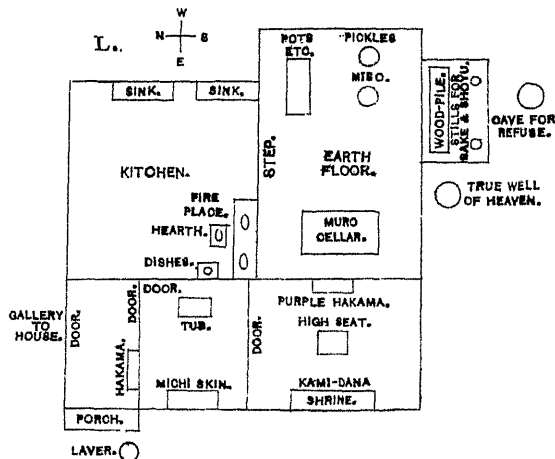 L.
W
N
S
E
POTS
ETC.
PICKLES
MISO.
SINK.
SINK.
WOOD-PILE.
STILLS FOR
SAKE & SHOYU.
CAVE FOR
REFUSE.
TRUE WELL
OF HEAVEN.
KITCHEN.
STEP.
EARTH
FLOOR.
FIRE
PLACE.
HEARTH.
DISHES.
MURO
CELLAR.
GALLERY
TO
HOUSE.
DOOR.
DOOR.
DOOR.
TUB.
HAKAMA.
MICHI SKIN.
DOOR.
PURPLE HAKAMA.
HIGH SEAT.
KAMI-DANA
SHRINE.
PORCH.
LAVER.